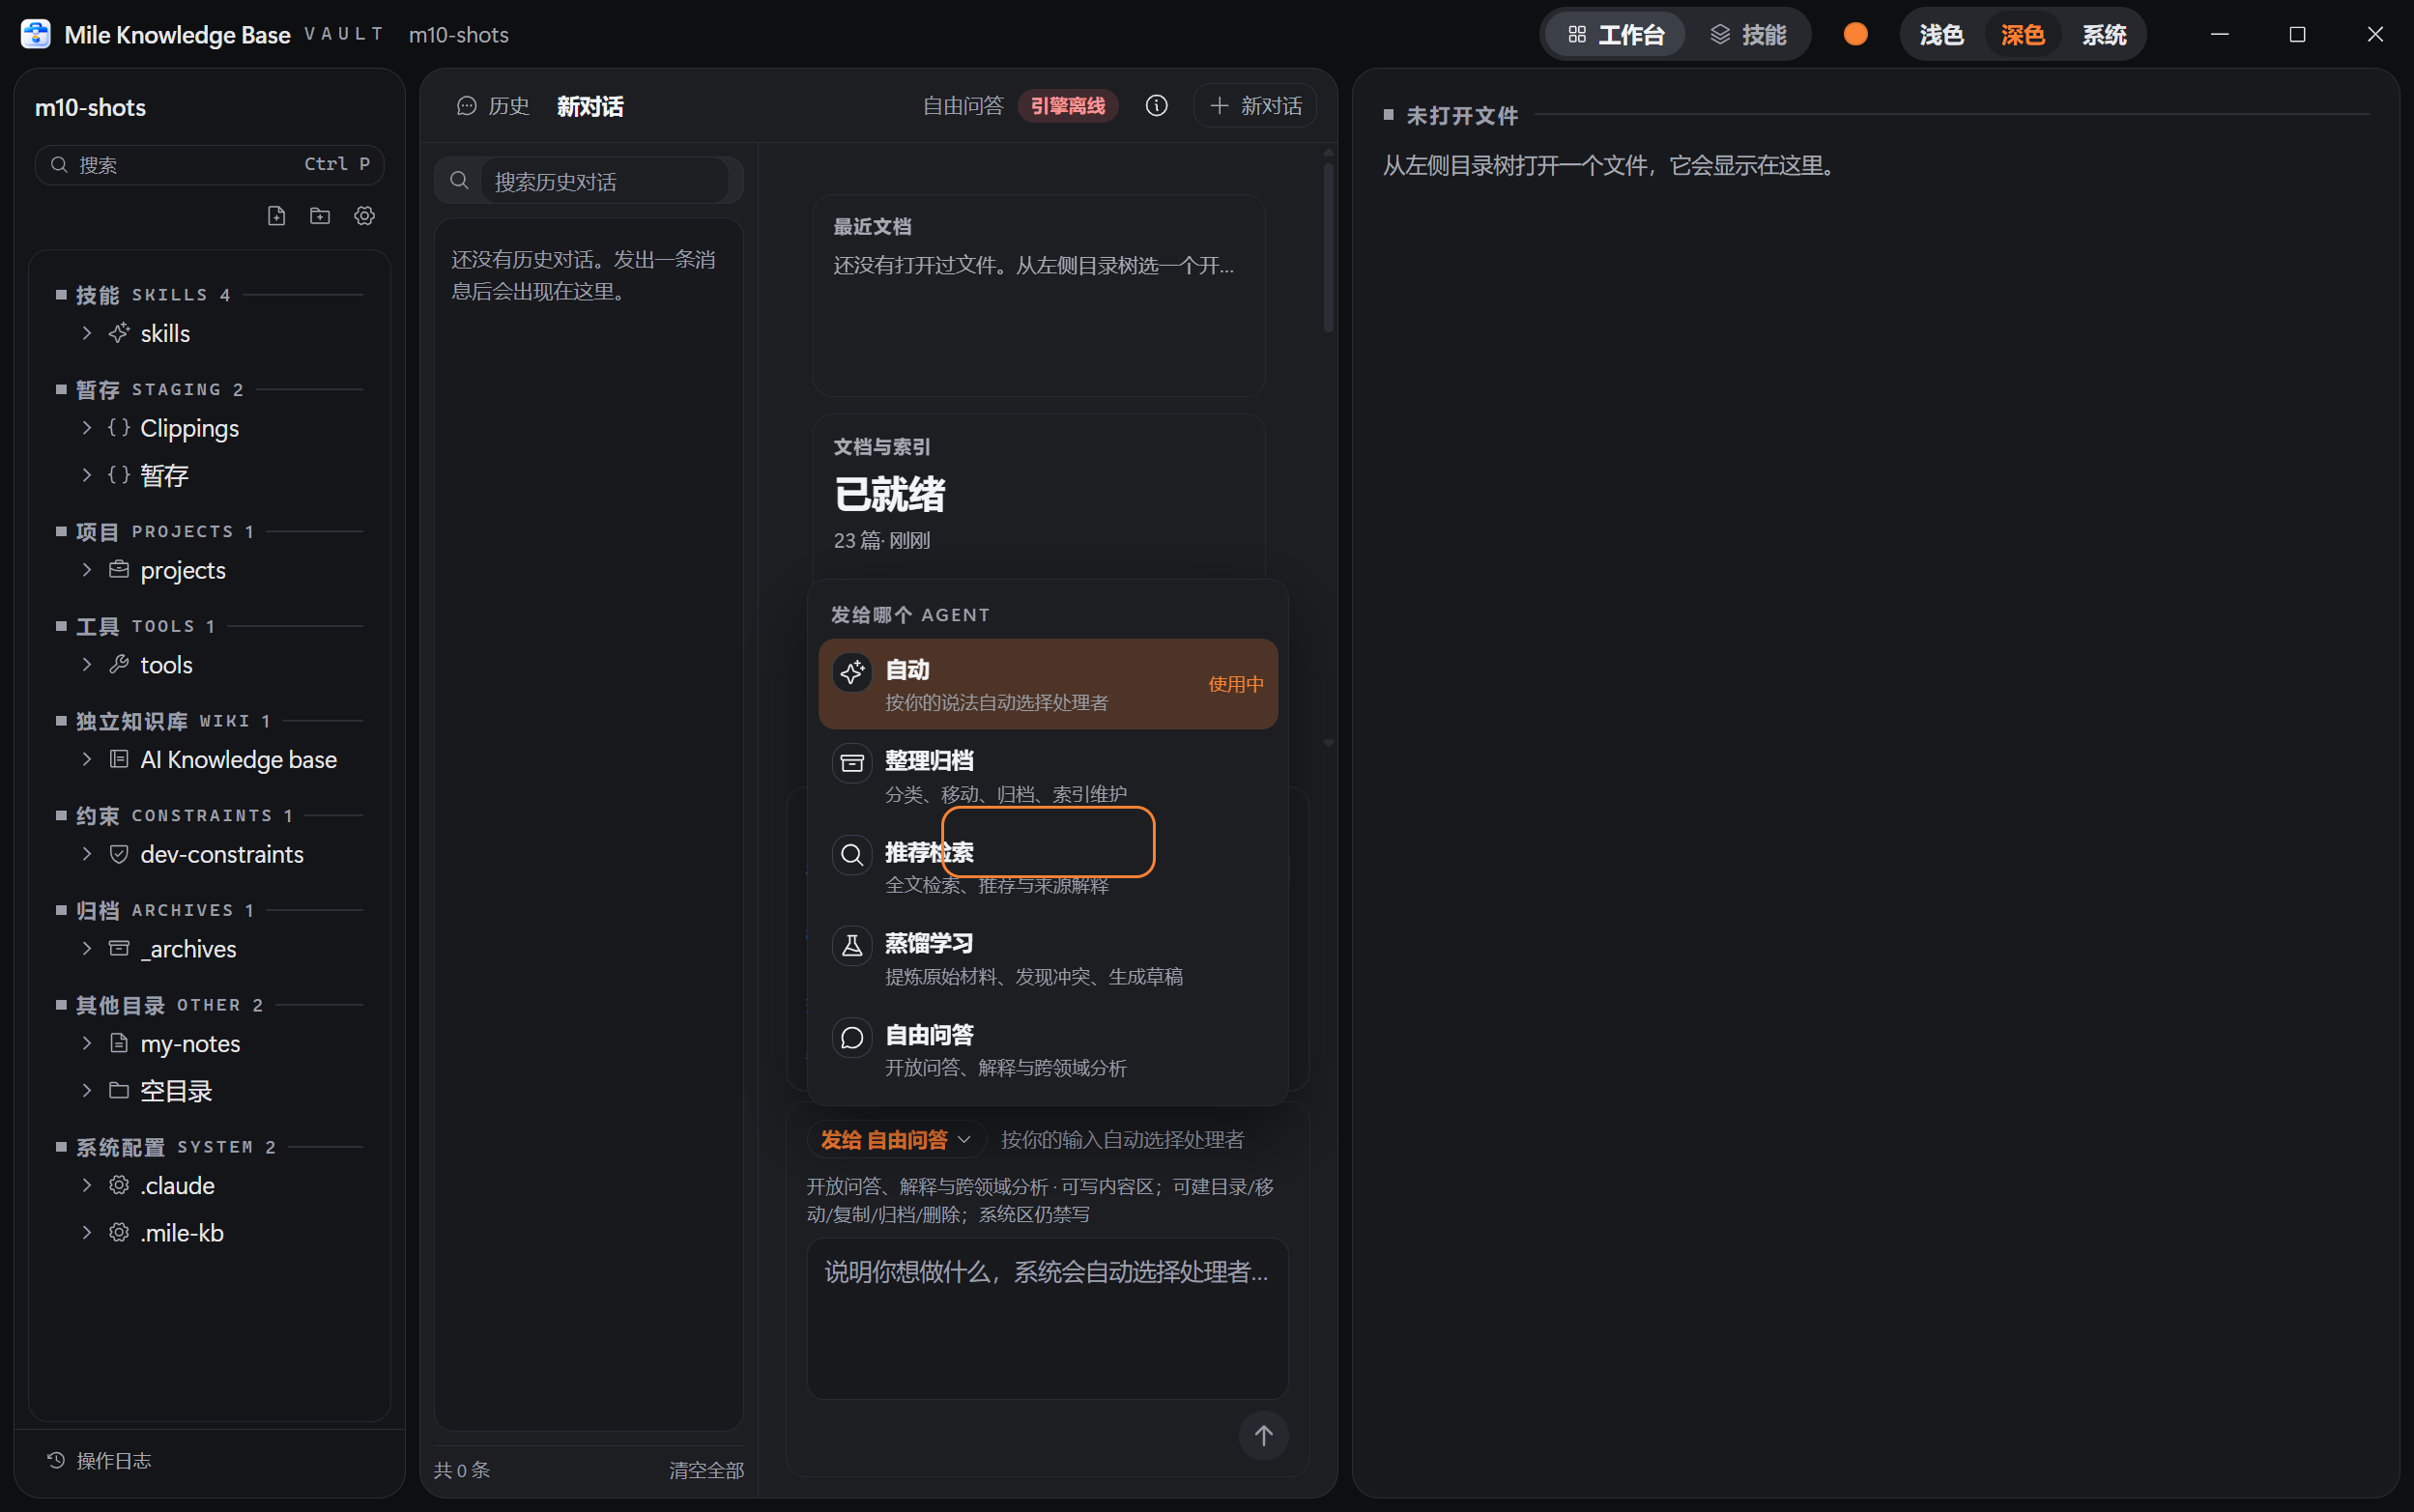 Mile Knowledge Base VAULT m10-shots
工作台 技能 浅色 深色 系统
m10-shots
搜索 Ctrl P
技能 SKILLS 4
skills
暂存 STAGING 2
Clippings
暂存
项目 PROJECTS 1
projects
工具 TOOLS 1
tools
独立知识库 WIKI 1
AI Knowledge base
约束 CONSTRAINTS 1
dev-constraints
归档 ARCHIVES 1
_archives
其他目录 OTHER 2
my-notes
空目录
系统配置 SYSTEM 2
.claude
.mile-kb
操作日志
历史 新对话 自由问答 引擎离线 新对话
搜索历史对话
还没有历史对话。发出一条消
息后会出现在这里。
共 0 条 清空全部
最近文档
还没有打开过文件。从左侧目录树选一个开...
文档与索引
已就绪
23 篇· 刚刚
发给哪个 AGENT
自动
按你的说法自动选择处理者
使用中
整理归档
分类、移动、归档、索引维护
推荐检索
全文检索、推荐与来源解释
蒸馏学习
提炼原始材料、发现冲突、生成草稿
自由问答
开放问答、解释与跨领域分析
发给 自由问答 按你的输入自动选择处理者
开放问答、解释与跨领域分析 · 可写内容区；可建目录/移
动/复制/归档/删除；系统区仍禁写
说明你想做什么，系统会自动选择处理者...
未打开文件
从左侧目录树打开一个文件，它会显示在这里。